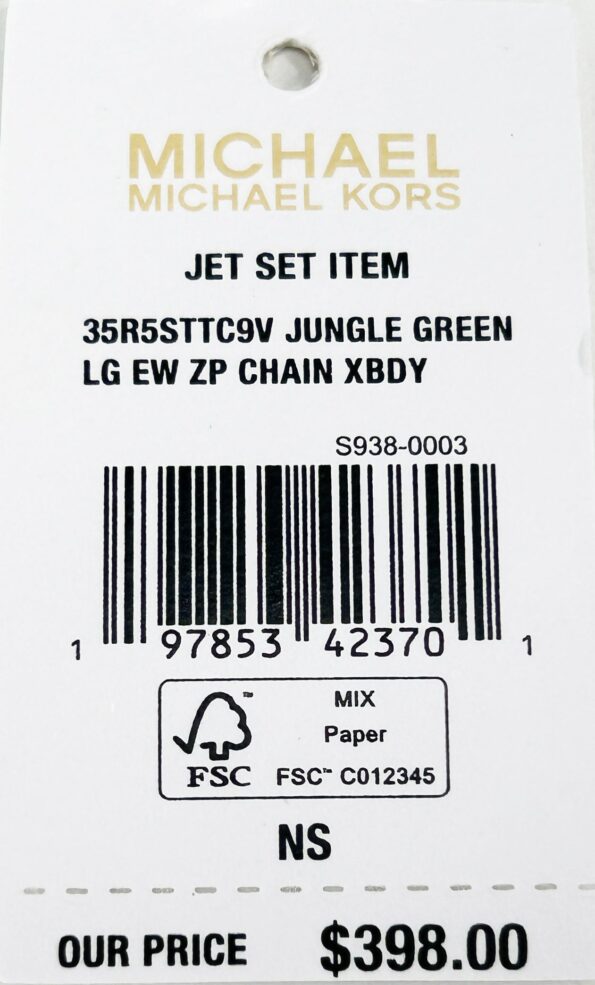 MICHAEL
MICHAEL KORS
JET SET ITEM
35R5STTC9V JUNGLE GREEN
LG EW ZP CHAIN XBDY
S938-0003
1 97853 42370 1
MIX
Paper
FSC™ FSC™ C012345
NS
OUR PRICE $398.00